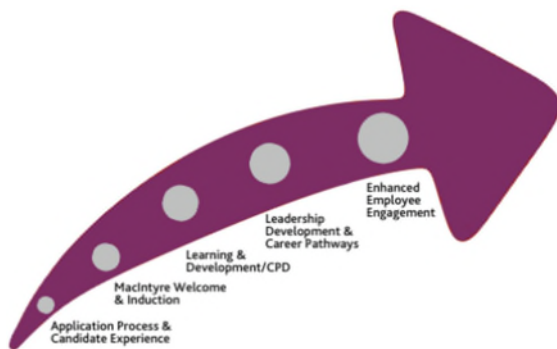 Enhanced
Employee
Engagement
Leadership
Development &
Career Pathways
Learning &
Development/CPD
MacIntyre Welcome
& Induction
Application Process &
Candidate Experience